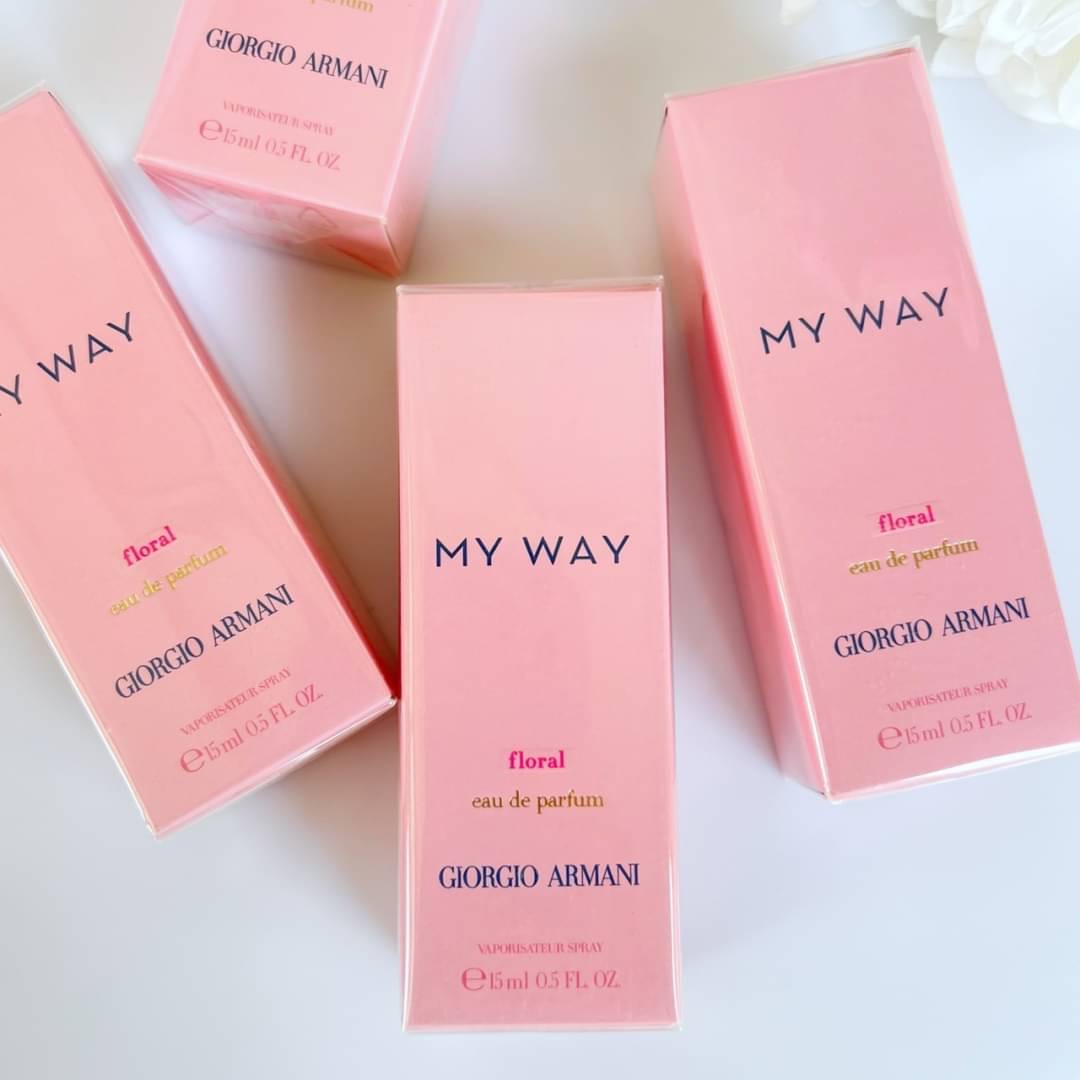 GIORGIO ARMANI
VAPORISATEUR SPRAY
℮15 ml 0.5 FL. OZ.
WAY
floral
eau de parfum
GIORGIO ARMANI
VAPORISATEUR SPRAY
℮15 ml 0.5 FL. OZ.
MY WAY
floral
eau de parfum
GIORGIO ARMANI
VAPORISATEUR SPRAY
℮15 ml 0.5 FL. OZ.
MY WAY
floral
eau de parfum
GIORGIO ARMANI
VAPORISATEUR SPRAY
℮15 ml 0.5 FL. OZ.